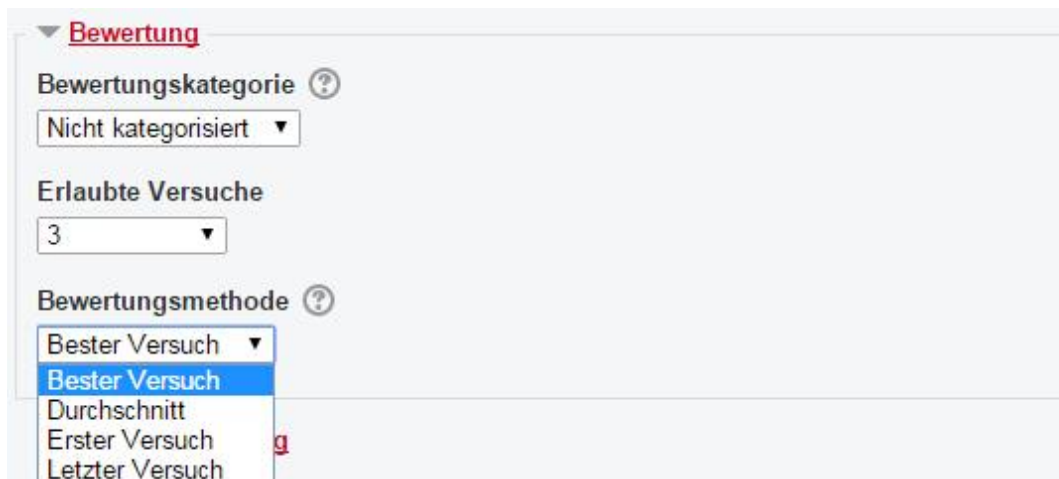 Bewertung
Bewertungskategorie
Nicht kategorisiert
Erlaubte Versuche
3
Bewertungsmethode
Bester Versuch
Bester Versuch
Durchschnitt
Erster Versuch
Letzter Versuch